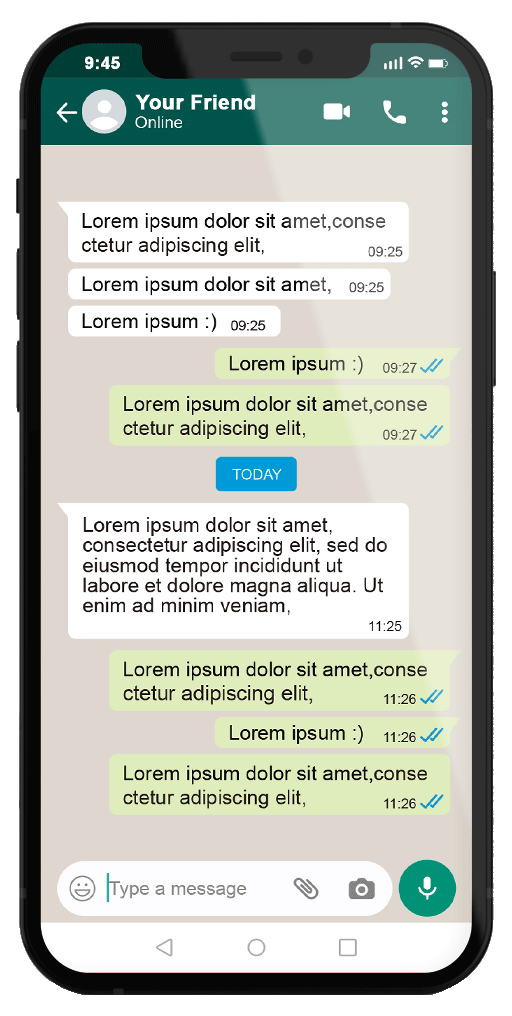 9:45
Your Friend
Online
Lorem ipsum dolor sit amet,conse
ctetur adipiscing elit,
09:25
Lorem ipsum dolor sit amet, 09:25
Lorem ipsum :) 09:25
Lorem ipsum :) 09:27
Lorem ipsum dolor sit amet,conse
ctetur adipiscing elit,
09:27
TODAY
Lorem ipsum dolor sit amet,
consectetur adipiscing elit, sed do
eiusmod tempor incididunt ut
labore et dolore magna aliqua. Ut
enim ad minim veniam,
11:25
Lorem ipsum dolor sit amet,conse
ctetur adipiscing elit,
11:26
Lorem ipsum :) 11:26
Lorem ipsum dolor sit amet,conse
ctetur adipiscing elit,
11:26
Type a message